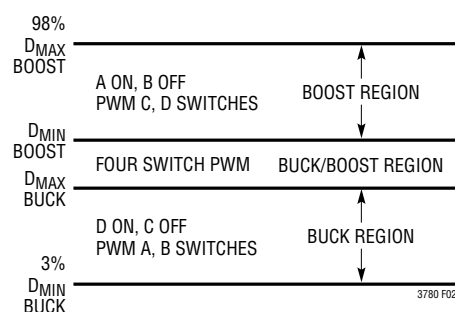 98%
DMAX
BOOST
A ON, B OFF
PWM C, D SWITCHES
BOOST REGION
DMIN
BOOST
FOUR SWITCH PWM
BUCK/BOOST REGION
DMAX
BUCK
D ON, C OFF
PWM A, B SWITCHES
BUCK REGION
3%
DMIN
BUCK
3780 F02